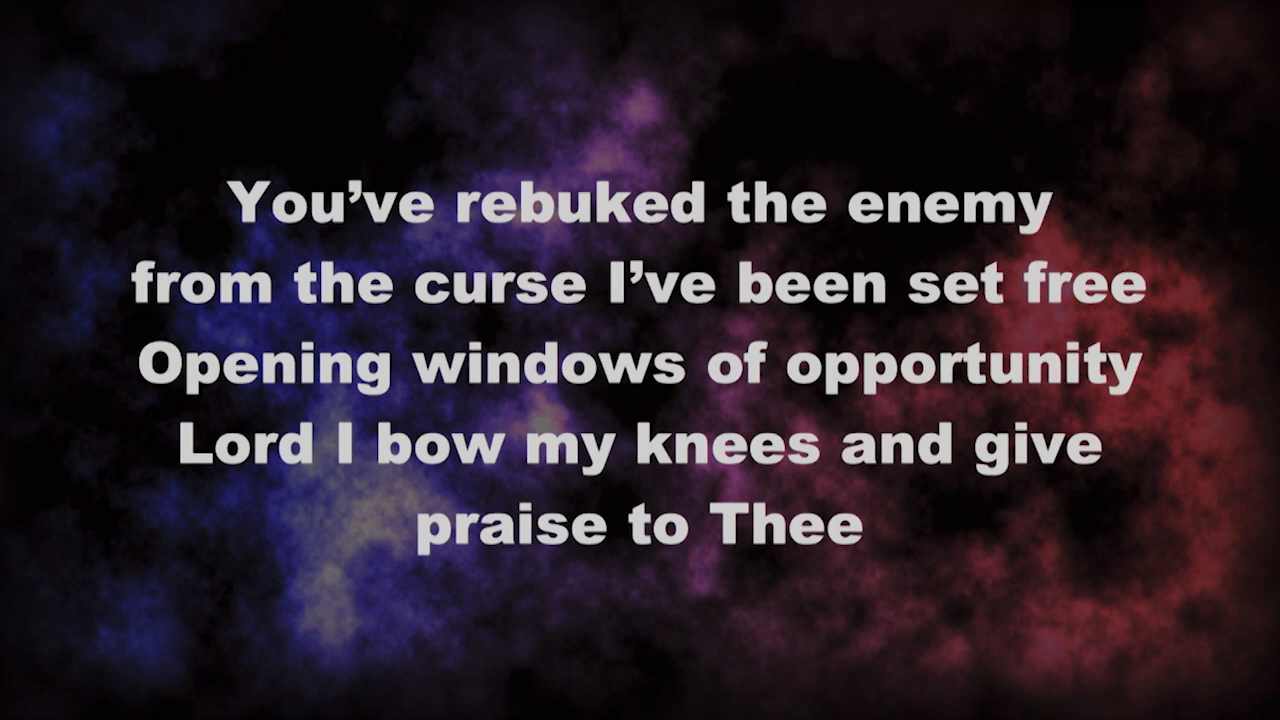 You’ve rebuked the enemy
from the curse I’ve been set free
Opening windows of opportunity
Lord I bow my knees and give
praise to Thee